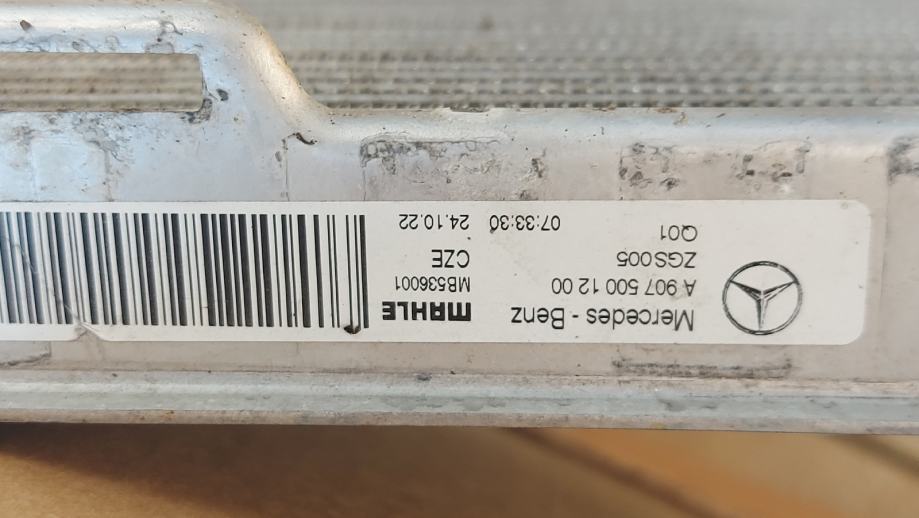 Mercedes - Benz
A 907 500 12 00
ZGS005
Q01
MAHLE
MB536001
CZE
07:33:30 24.10.22